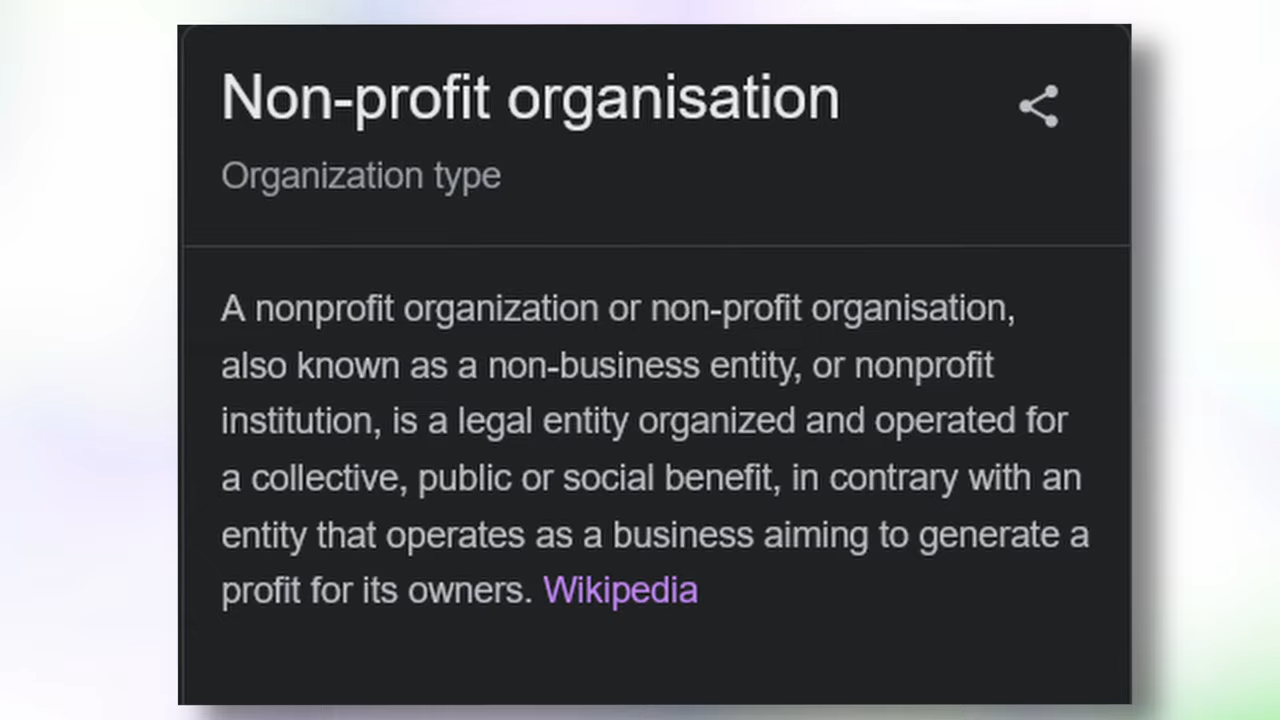 Non-profit organisation
Organization type
A nonprofit organization or non-profit organisation,
also known as a non-business entity, or nonprofit
institution, is a legal entity organized and operated for
a collective, public or social benefit, in contrary with an
entity that operates as a business aiming to generate a
profit for its owners. Wikipedia